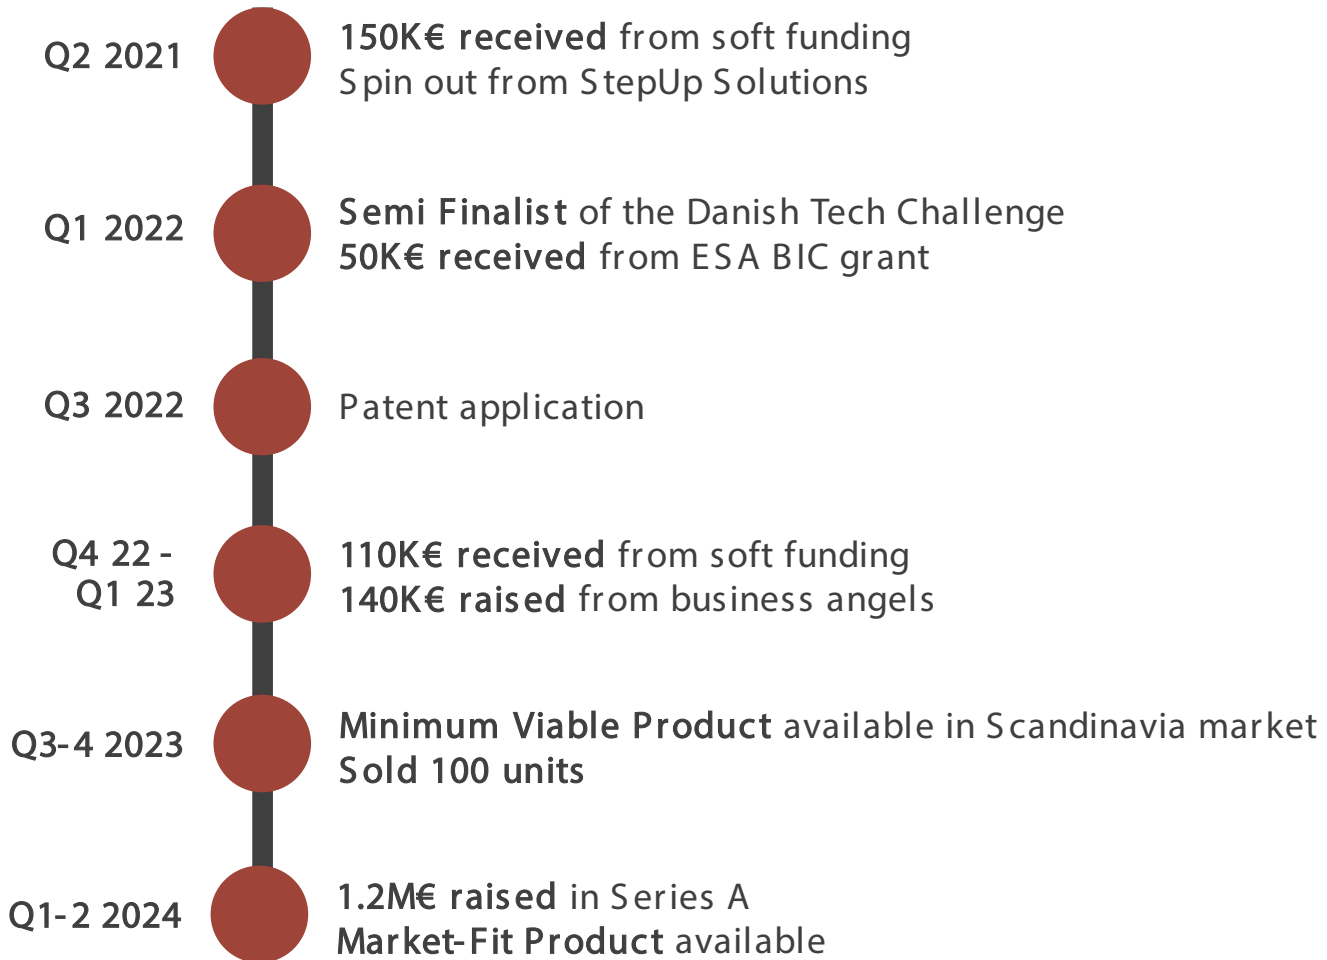 Q2 2021
150K€ received from soft funding
Spin out from StepUp Solutions
Q1 2022
Semi Finalist of the Danish Tech Challenge
50K€ received from ESA BIC grant
Q3 2022
Patent application
Q4 22 -
Q1 23
110K€ received from soft funding
140K€ raised from business angels
Q3-4 2023
Minimum Viable Product available in Scandinavia market
Sold 100 units
Q1-2 2024
1.2M€ raised in Series A
Market-Fit Product available